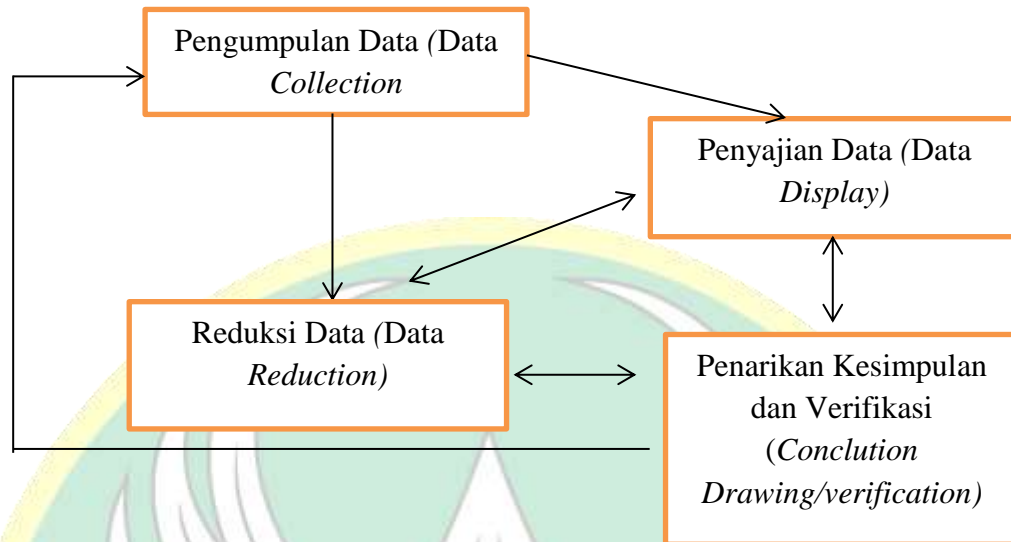 Pengumpulan Data (Data
Collection
Penyajian Data (Data
Display)
Reduksi Data (Data
Reduction)
Penarikan Kesimpulan
dan Verifikasi
(Conclution
Drawing/verification)